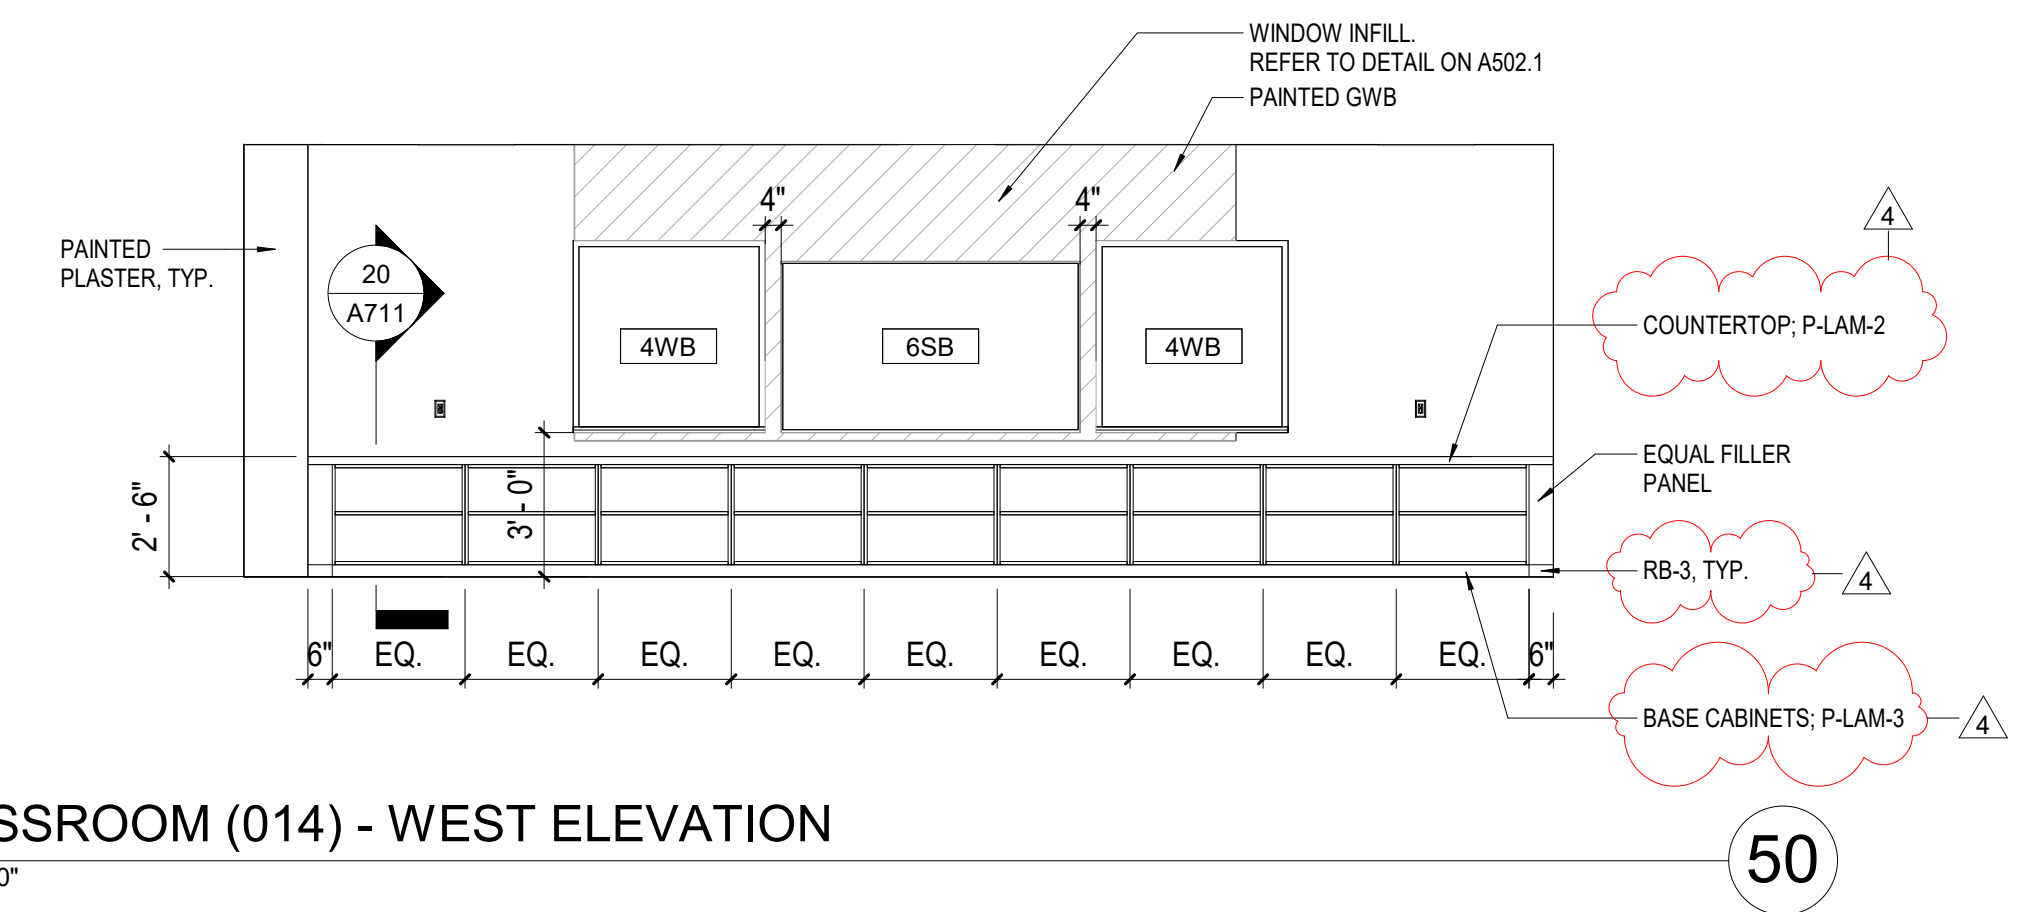 WINDOW INFILL.
REFER TO DETAIL ON A502.1
PAINTED GWB
4"
4"
4
PAINTED
PLASTER, TYP.
20
A711
4WB
6SB
4WB
COUNTERTOP; P-LAM-2
EQUAL FILLER
PANEL
2' - 6"
3' - 0"
RB-3, TYP.
4
6"
EQ.
EQ.
EQ.
EQ.
EQ.
EQ.
EQ.
EQ.
EQ.
6"
BASE CABINETS; P-LAM-3
4
SSROOM (014) - WEST ELEVATION
0"
50